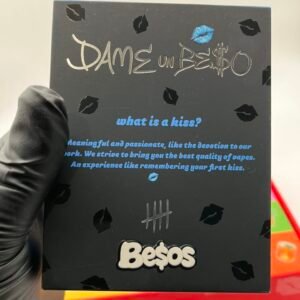 DAME UN BE$O
what is a kiss?
Meaningful and passionate, like the devotion to our
work. We strive to bring you the best quality of vapes.
An experience like remembering your first kiss.
Be$os